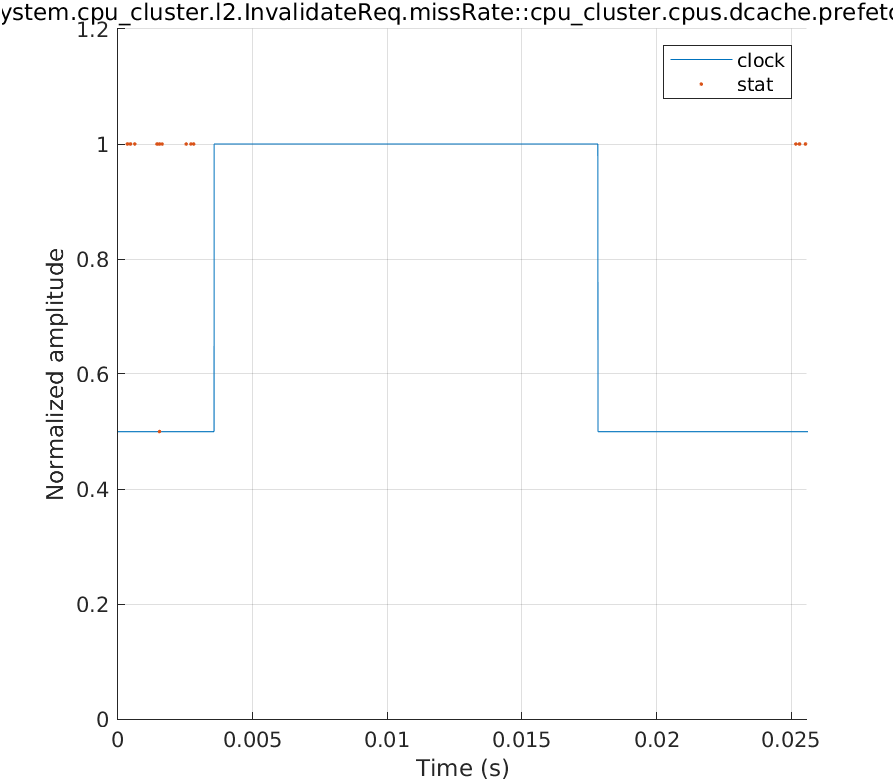 ystem.cpu_cluster.l2.InvalidateReq.missRate::cpu_cluster.cpus.dcache.prefetc
1.2
clock
stat
1
0.8
0.6
0.4
0.2
0
Normalized amplitude
0 0.005 0.01 0.015 0.02 0.025
Time (s)